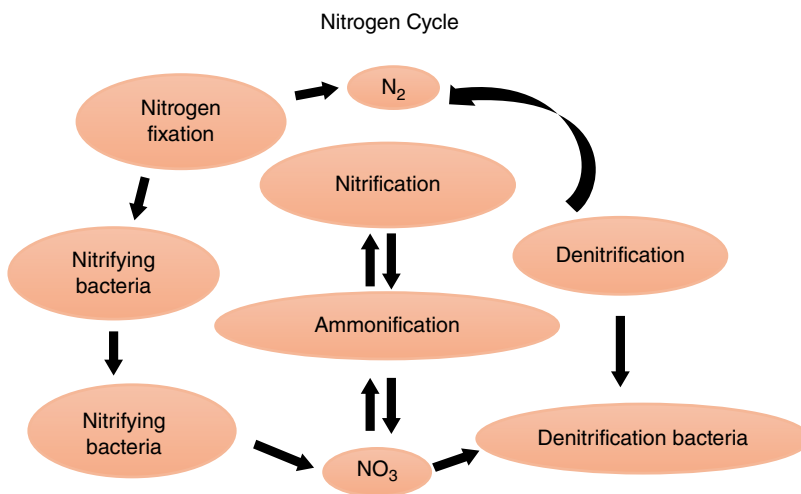 Nitrogen Cycle
N₂
Nitrogen
fixation
Nitrification
Nitrifying
bacteria
Denitrification
Ammonification
Nitrifying
bacteria
NO₃
Denitrification bacteria